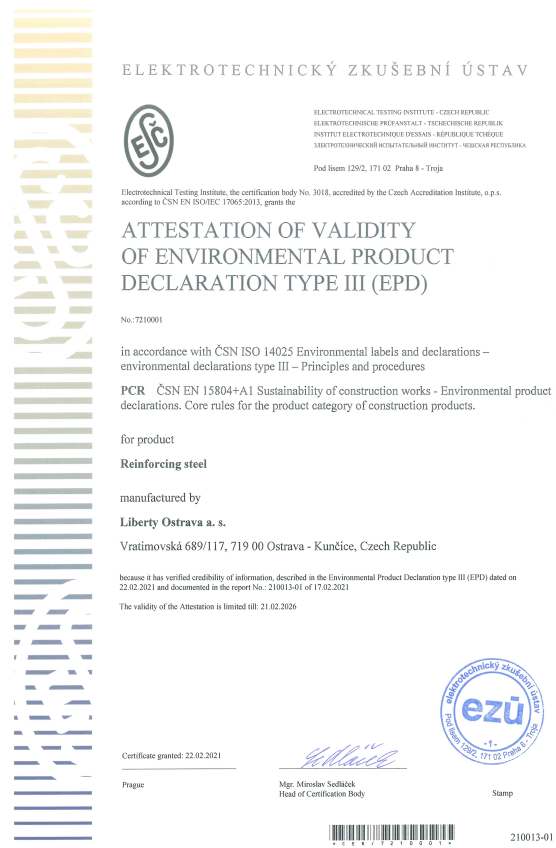 ELEKTROTECHNICKÝ ZKUŠEBNÍ ÚSTAV
ESČ
ELECTROTECHNICAL TESTING INSTITUTE - CZECH REPUBLIC
ELEKTROTECHNISCHE PRÜFANSTALT - TSCHECHISCHE REPUBLIK
INSTITUT ELECTROTECHNIQUE D'ESSAIS - RÉPUBLIQUE TCHÈQUE
ЭЛЕКТРОТЕХНИЧЕСКИЙ ИСПЫТАТЕЛЬНЫЙ ИНСТИТУТ - ЧЕШСКАЯ РЕСПУБЛИКА
Pod lisem 129/2, 171 02 Praha 8 - Troja
Electrotechnical Testing Institute, the certification body No. 3018, accredited by the Czech Accreditation Institute, o.p.s.
according to ČSN EN ISO/IEC 17065:2013, grants the
ATTESTATION OF VALIDITY
OF ENVIRONMENTAL PRODUCT
DECLARATION TYPE III (EPD)
No.:7210001
in accordance with ČSN ISO 14025 Environmental labels and declarations –
environmental declarations type III – Principles and procedures
PCR ČSN EN 15804+A1 Sustainability of construction works - Environmental product
declarations. Core rules for the product category of construction products.
for product
Reinforcing steel
manufactured by
Liberty Ostrava a. s.
Vratimovská 689/117, 719 00 Ostrava - Kunčice, Czech Republic
because it has verified credibility of information, described in the Environmental Product Declaration type III (EPD) dated on
22.02.2021 and documented in the report No.: 210013-01 of 17.02.2021
The validity of the Attestation is limited till: 21.02.2026
elektrotechnický zkušební ústav
ezú
-1-
Pod lisem 129/2, 171 02 Praha 8 - Troja
Certificate granted: 22.02.2021
Sedláček
Prague
Mgr. Miroslav Sedláček
Head of Certification Body
Stamp
*CER/7210001*
210013-01